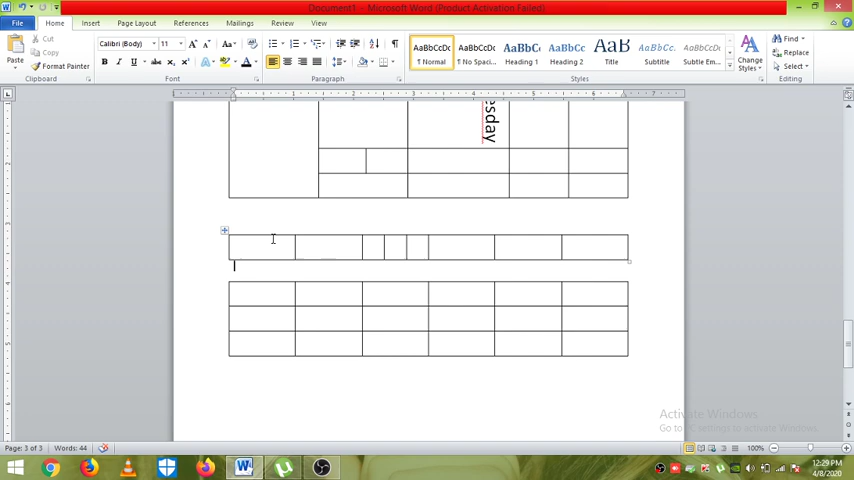 Document1 - Microsoft Word (Product Activation Failed)
File Home Insert Page Layout References Mailings Review View
Paste
Cut
Copy
Format Painter
Clipboard
Calibri (Body) 11
Font
Paragraph
AaBbCcDc AaBbCcDc AaBbCc AaBbCc AaB AaBbCc. AaBbCcDc
¶ Normal ¶ No Spaci... Heading 1 Heading 2 Title Subtitle Subtle Em...
Change
Styles
Styles
Find
Replace
Select
Editing
esday
Activate Windows
Go to PC settings to activate Windows.
Page: 3 of 3 Words: 44
100%
12:29 PM
4/8/2020